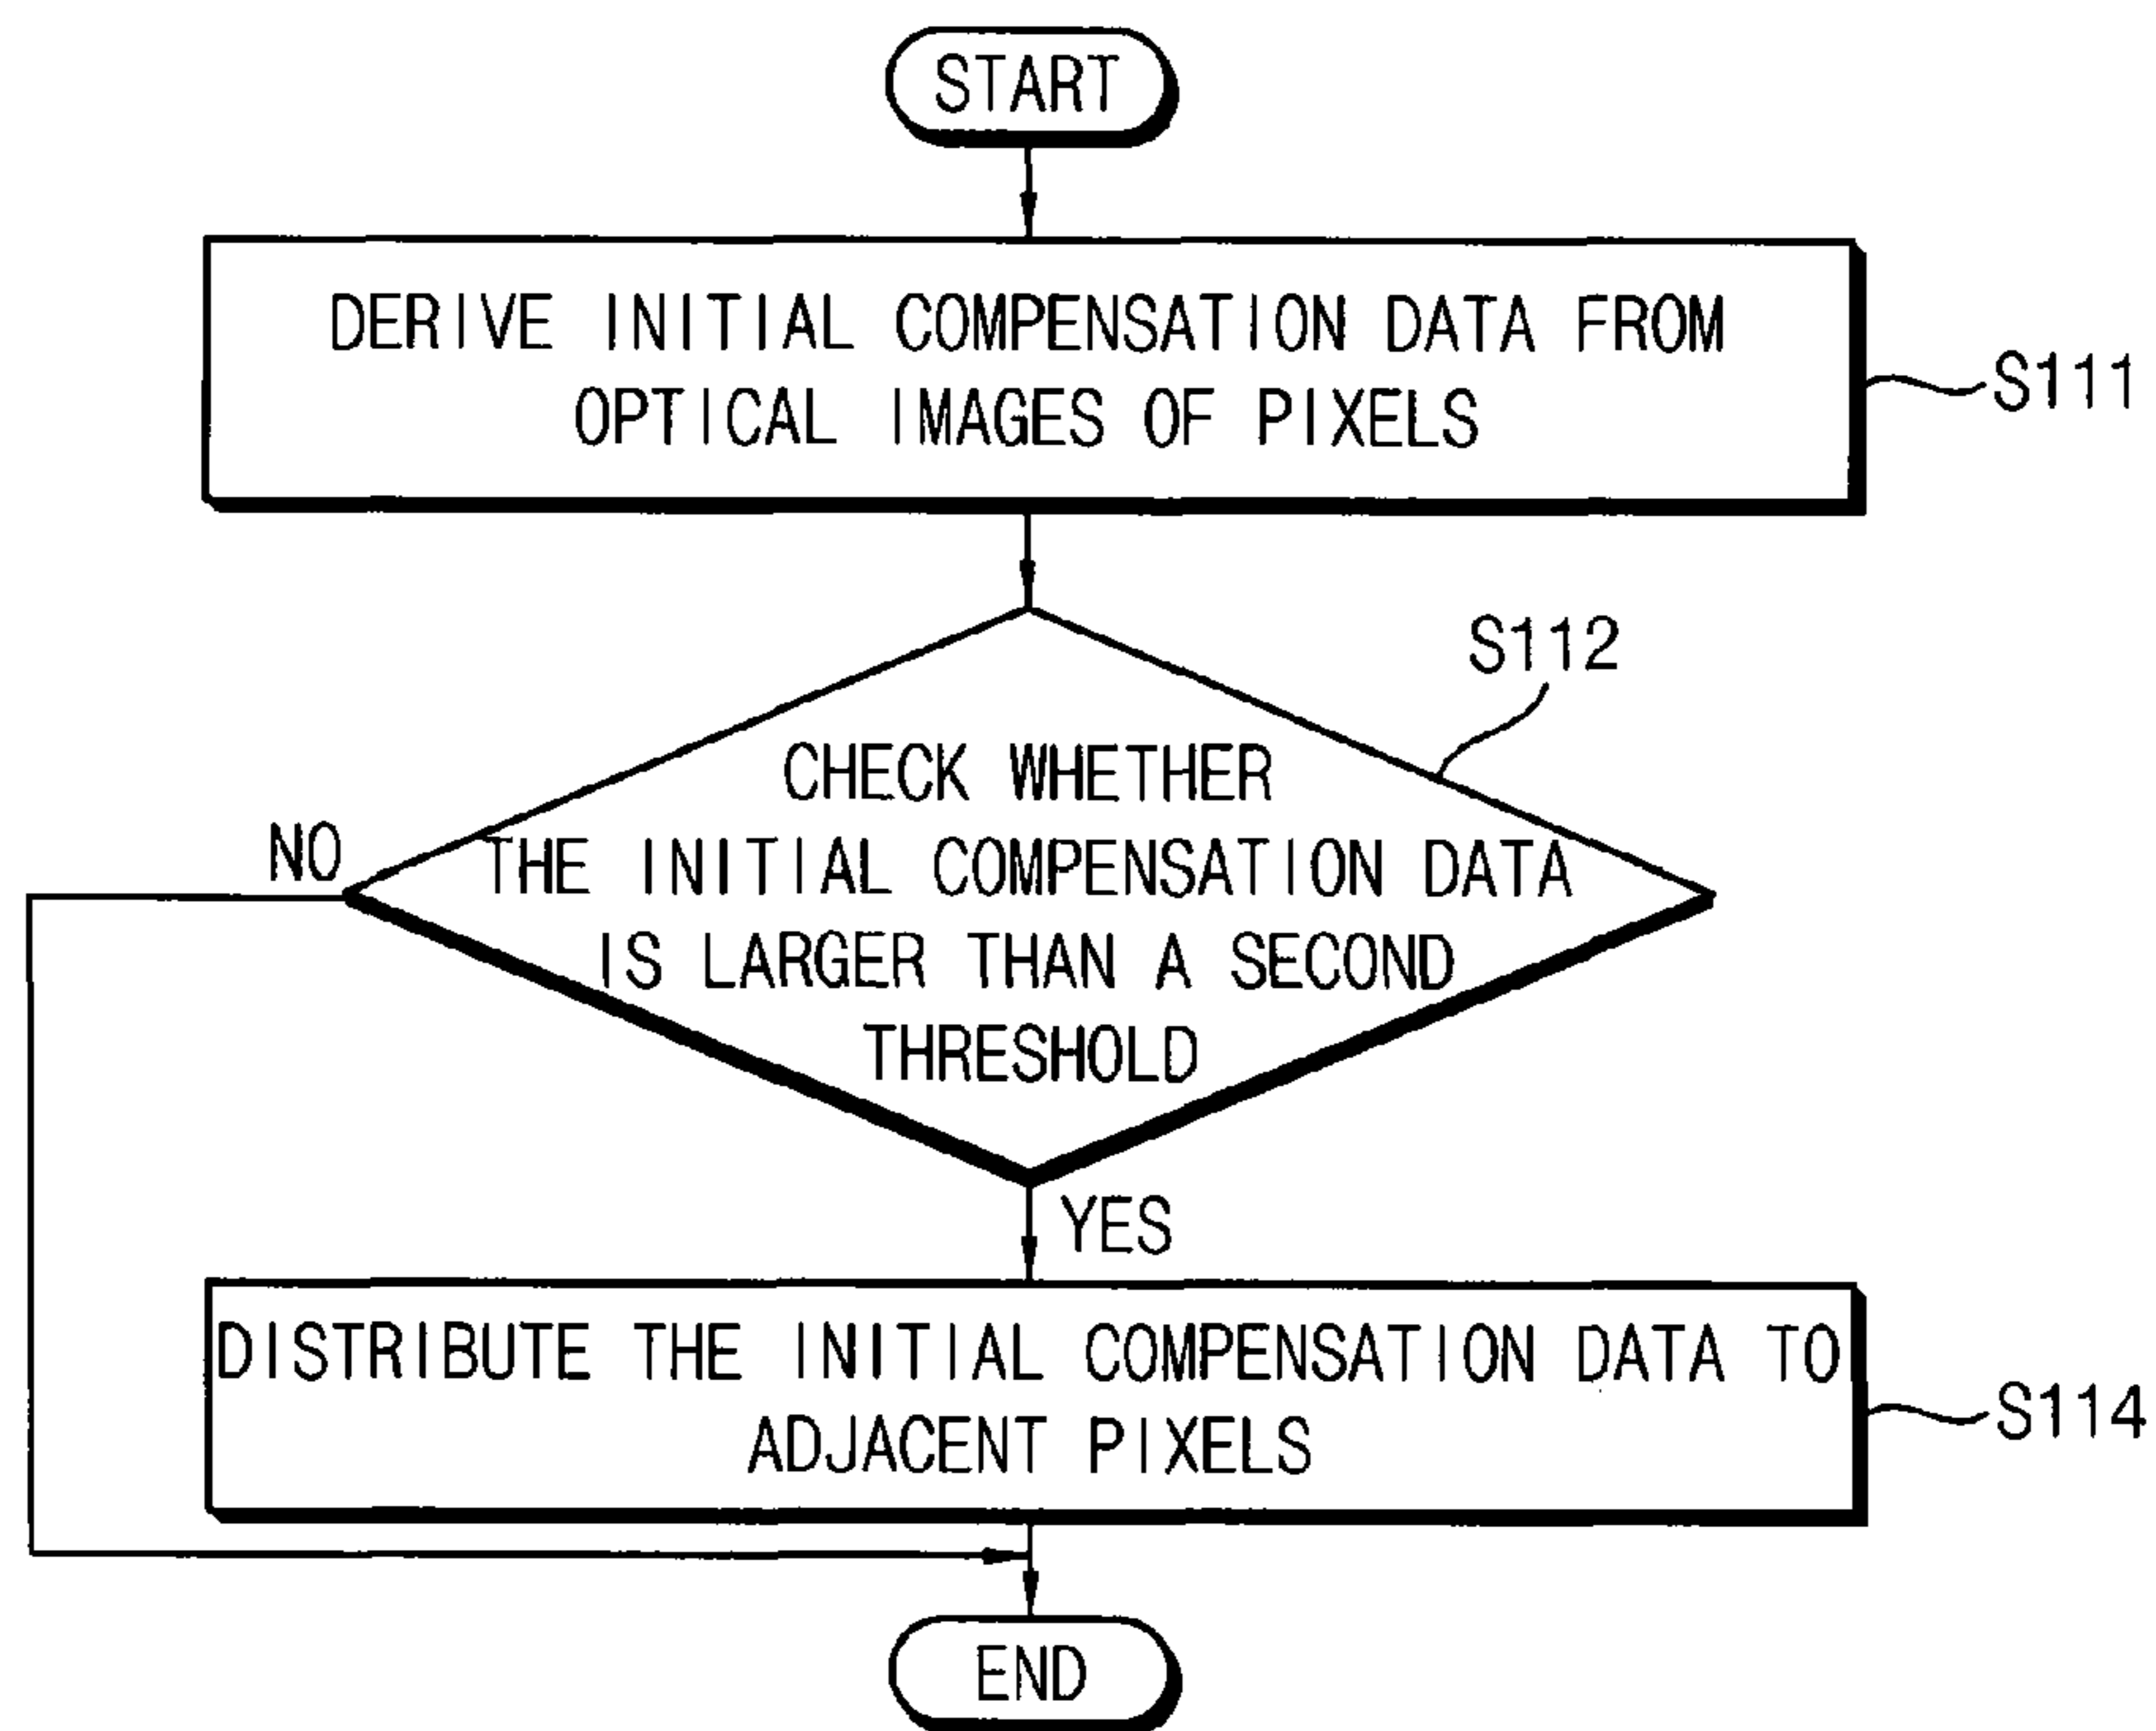 START
DERIVE INITIAL COMPENSATION DATA FROM
OPTICAL IMAGES OF PIXELS
S111
S112
CHECK WHETHER
NO
THE INITIAL COMPENSATION DATA
IS LARGER THAN A SECOND
THRESHOLD
YES
DISTRIBUTE THE INITIAL COMPENSATION DATA TO
ADJACENT PIXELS
S114
END